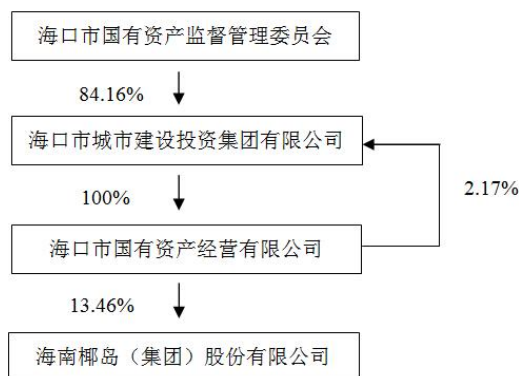 海口市国有资产监督管理委员会
84.16%
海口市城市建设投资集团有限公司
100%
2.17%
海口市国有资产经营有限公司
13.46%
海南椰岛（集团）股份有限公司